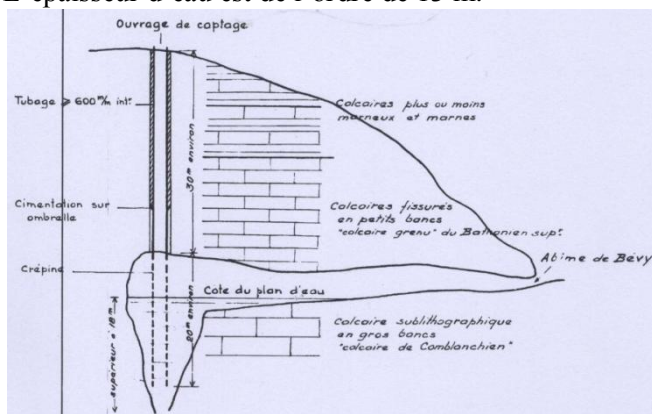 L'épaisseur d'eau est de l'ordre de 15 m.
Ouvrage de captage
Tubage ⩾ 600 m/m intr
Calcaires plus ou moins
marneux et marnes
30m environ
Cimentation sur
ombrelle
Calcaires fissurés
en petits bancs
"calcaire grenu" du Bathonien supr
Abîme de Bévy
Crépine
Cote du plan d'eau
20m environ
supérieur à 18m
Calcaire sublithographique
en gros bancs
"calcaire de Comblanchien"